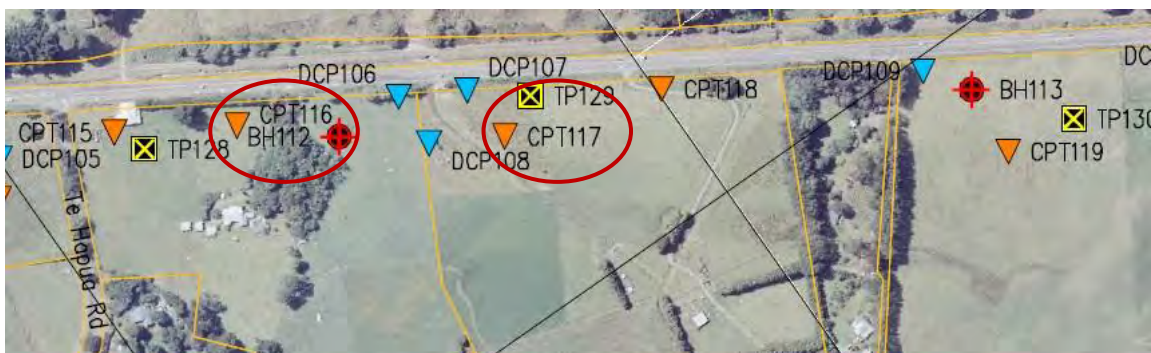 DCP106
DCP107
TP129
CPT118
DCP109
BH113
CPT115
DCP105
TP128
CPT116
BH112
DCP108
CPT117
TP130
CPT119
DC
Te Hopua Rd